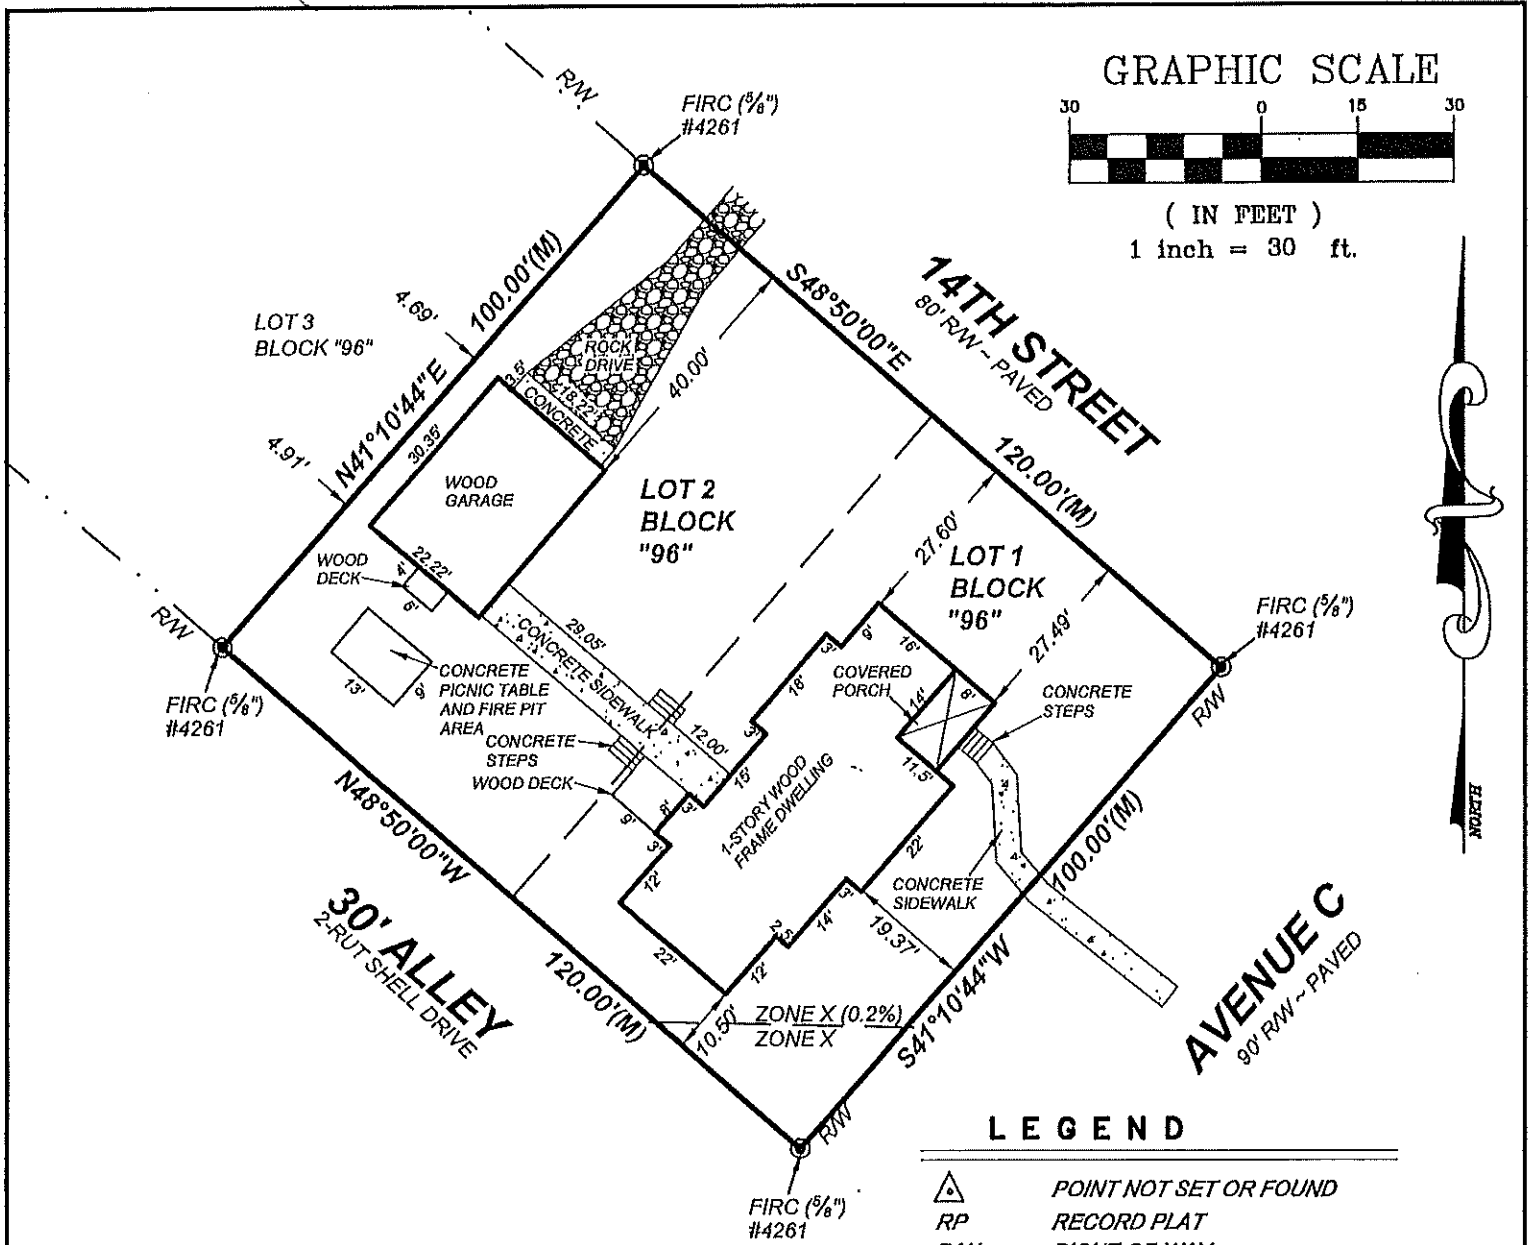 GRAPHIC SCALE
30 0 15 30
( IN FEET )
1 inch = 30 ft.
R/W
FIRC (⅝")
#4261
14TH STREET
80' R/W ~ PAVED
S48°50'00"E
120.00'(M)
LOT 3
BLOCK "96"
4.69'
100.00'(M)
N41°10'44"E
4.91'
ROCK
DRIVE
3.5'
18.22'
CONCRETE
40.00'
30.35'
WOOD
GARAGE
22.22'
LOT 2
BLOCK
"96"
27.60'
LOT 1
BLOCK
"96"
27.49'
FIRC (⅝")
#4261
R/W
WOOD
DECK
4'
6'
R/W
FIRC (⅝")
#4261
13'
9'
CONCRETE
PICNIC TABLE
AND FIRE PIT
AREA
29.05'
CONCRETE SIDEWALK
12.00'
CONCRETE
STEPS
WOOD DECK
9'
8'
3'
3'
12'
22'
15'
3'
18'
3'
9'
16'
COVERED
PORCH
14'
8'
11.5'
CONCRETE
STEPS
1-STORY WOOD
FRAME DWELLING
22'
3'
14'
2.5'
12'
CONCRETE
SIDEWALK
19.37'
100.00'(M)
S41°10'44"W
AVENUE C
90' R/W ~ PAVED
NORTH
N48°50'00"W
120.00'(M)
30' ALLEY
2-RUT SHELL DRIVE
10.50'
ZONE X (0.2%)
ZONE X
R/W
FIRC (⅝")
#4261
LEGEND
POINT NOT SET OR FOUND
RP RECORD PLAT